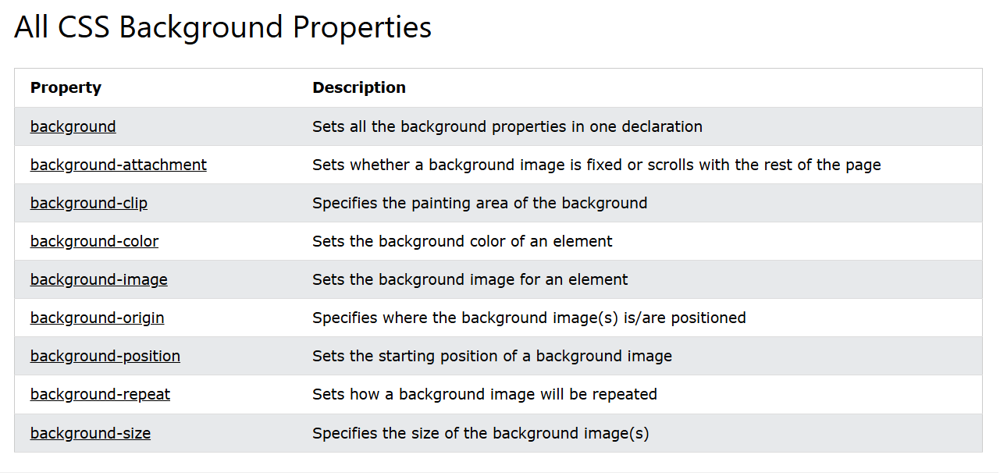 All CSS Background Properties
Property Description
background Sets all the background properties in one declaration
background-attachment Sets whether a background image is fixed or scrolls with the rest of the page
background-clip Specifies the painting area of the background
background-color Sets the background color of an element
background-image Sets the background image for an element
background-origin Specifies where the background image(s) is/are positioned
background-position Sets the starting position of a background image
background-repeat Sets how a background image will be repeated
background-size Specifies the size of the background image(s)